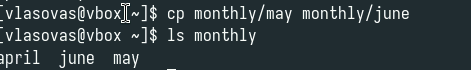 [vlasovas@vbox ~]$ cp monthly/may monthly/june
[vlasovas@vbox ~]$ ls monthly
april  june  may